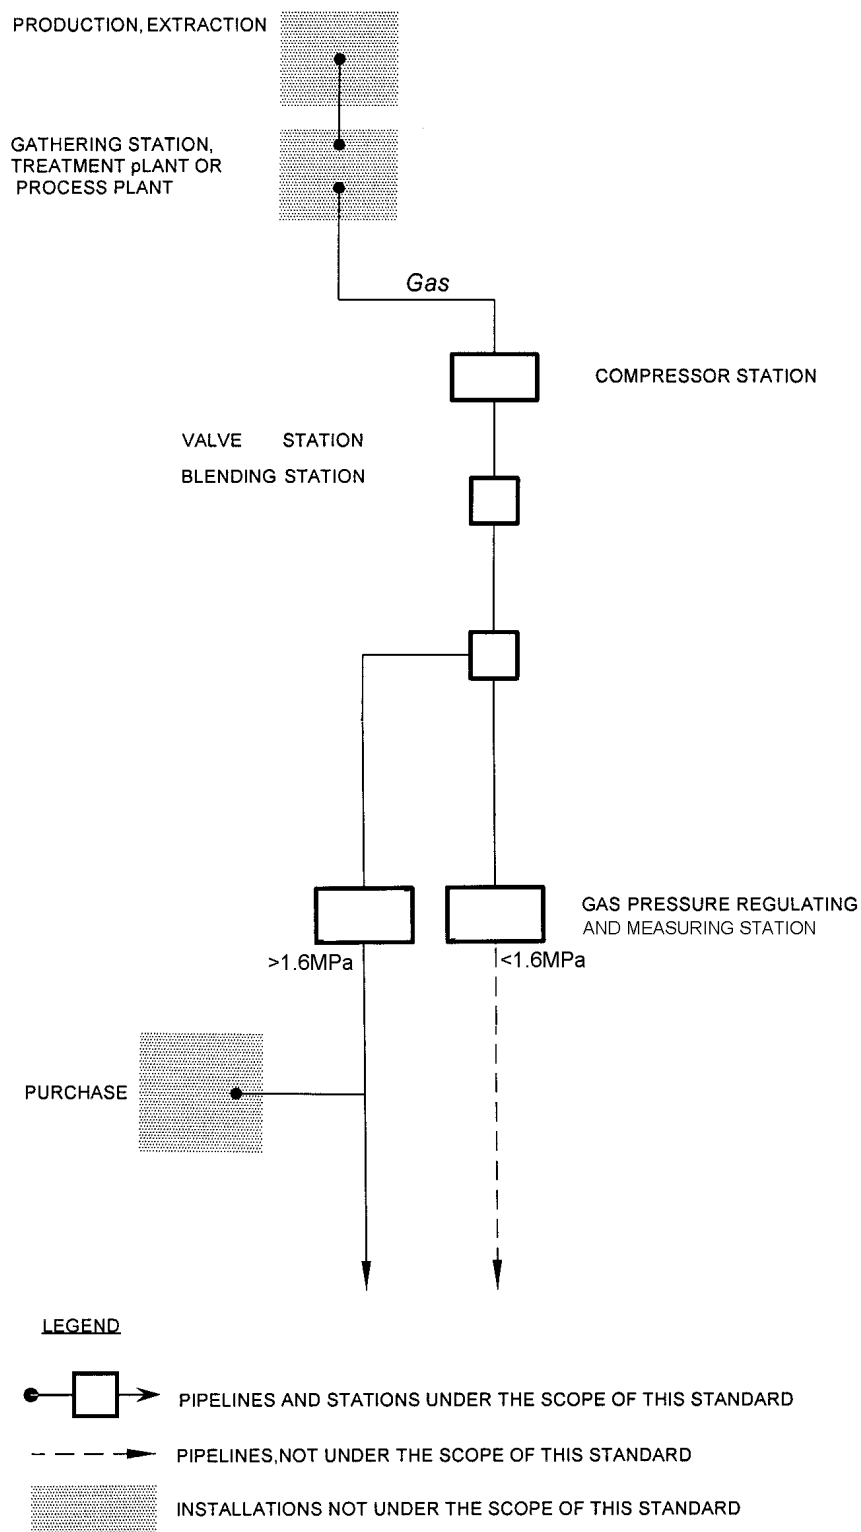 PRODUCTION, EXTRACTION
GATHERING STATION,
TREATMENT pLANT OR
PROCESS PLANT
Gas
COMPRESSOR STATION
VALVE STATION
BLENDING STATION
GAS PRESSURE REGULATING
AND MEASURING STATION
>1.6MPa
<1.6MPa
PURCHASE
LEGEND
PIPELINES AND STATIONS UNDER THE SCOPE OF THIS STANDARD
PIPELINES,NOT UNDER THE SCOPE OF THIS STANDARD
INSTALLATIONS NOT UNDER THE SCOPE OF THIS STANDARD